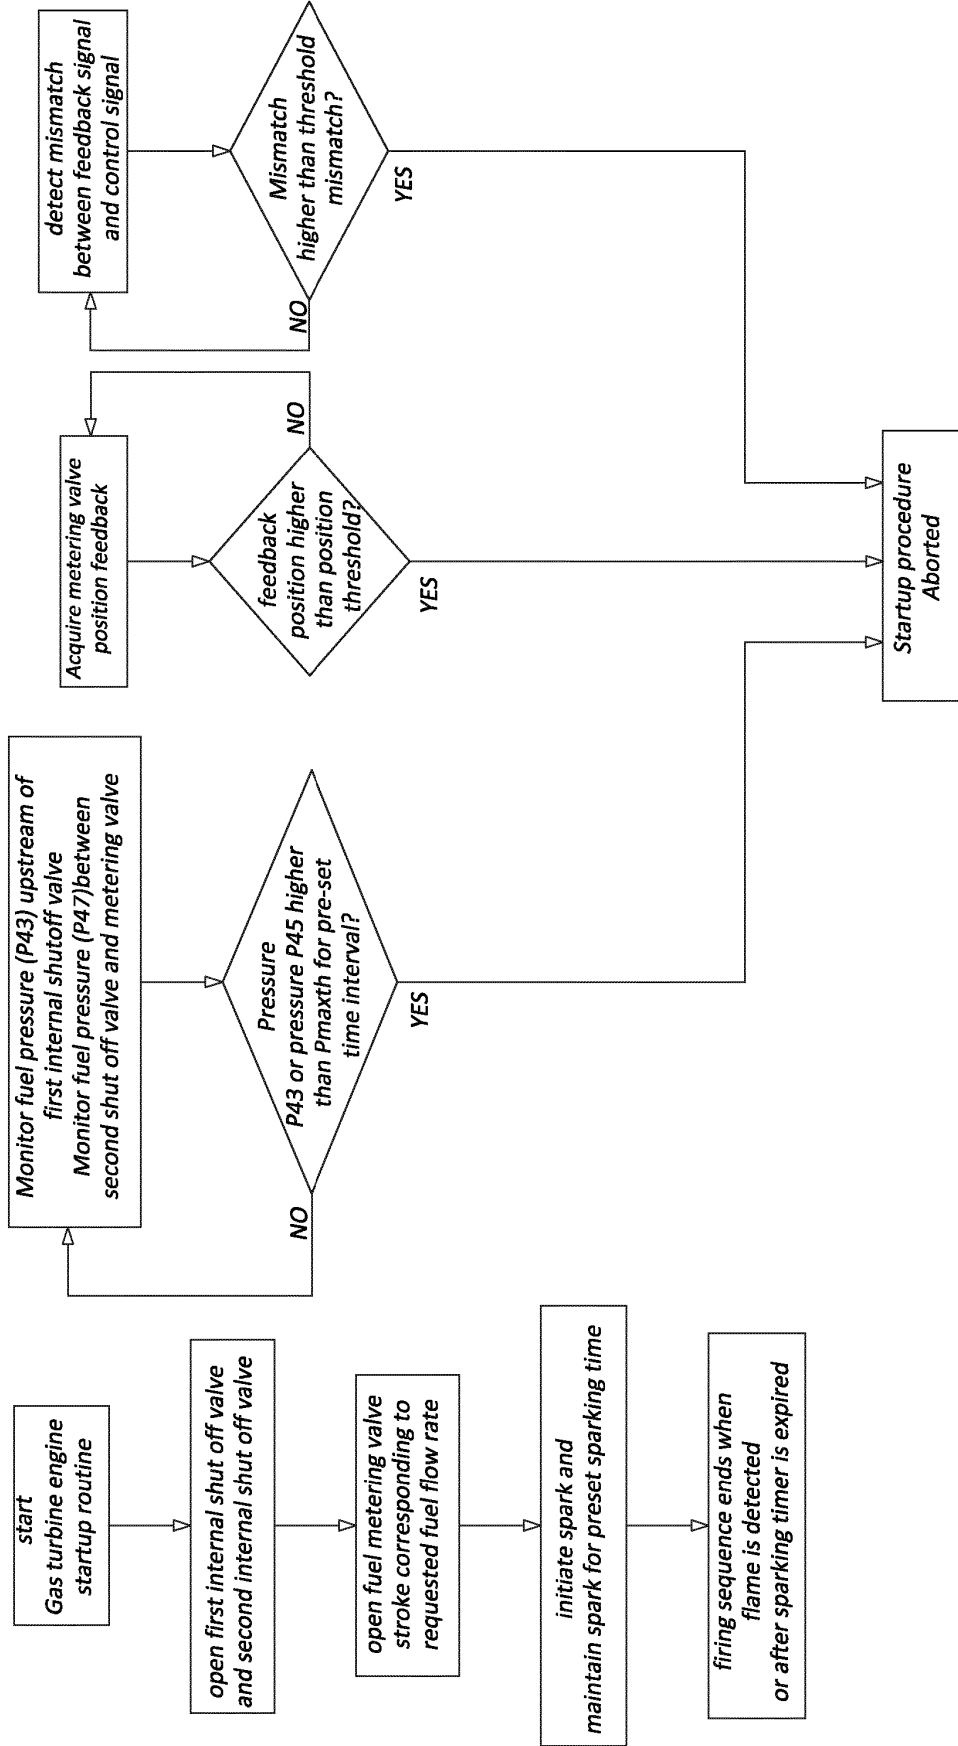 start
Gas turbine engine
startup routine
open first internal shut off valve
and second internal shut off valve
open fuel metering valve
stroke corresponding to
requested fuel flow rate
initiate spark and
maintain spark for preset sparking time
firing sequence ends when
flame is detected
or after sparking timer is expired
Monitor fuel pressure (P43) upstream of
first internal shutoff valve
Monitor fuel pressure (P47)between
second shut off valve and metering valve
Pressure
P43 or pressure P45 higher
than Pmaxth for pre-set
time interval?
NO
YES
Acquire metering valve
position feedback
feedback
position higher
than position
threshold?
NO
YES
detect mismatch
between feedback signal
and control signal
Mismatch
higher than threshold
mismatch?
NO
YES
Startup procedure
Aborted